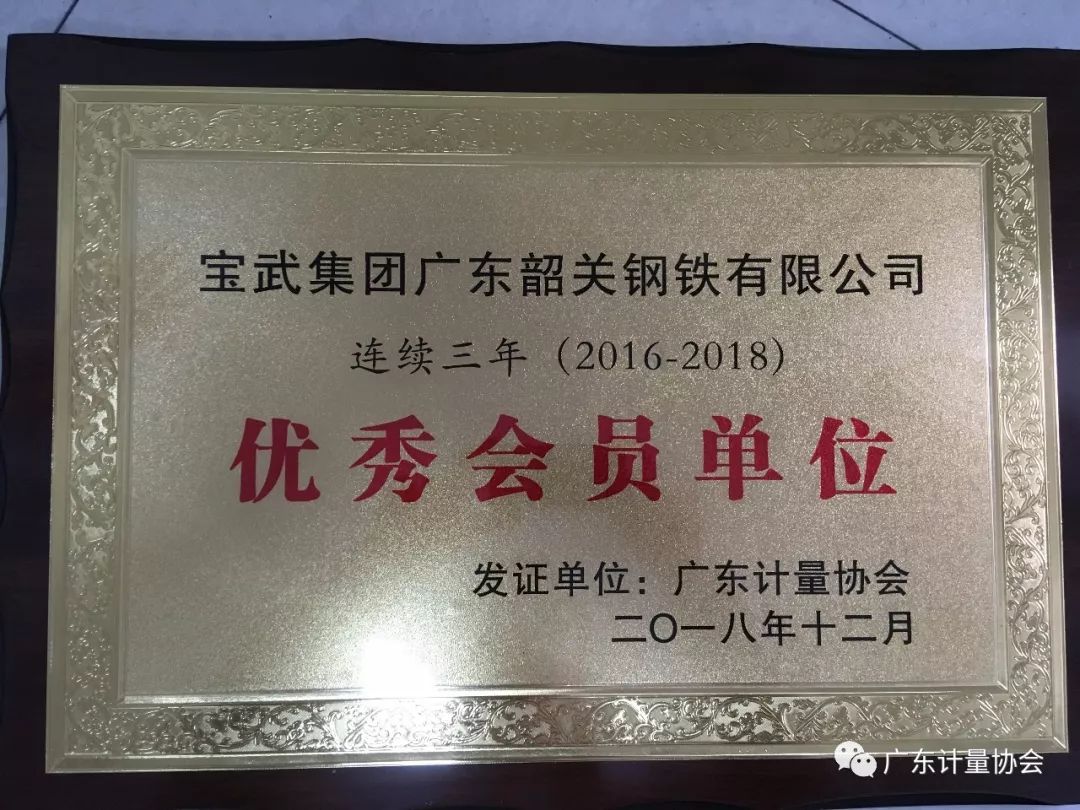 宝武集团广东韶关钢铁有限公司
连续三年（2016-2018）
优秀会员单位
发证单位：广东计量协会
二〇一八年十二月
广东计量协会